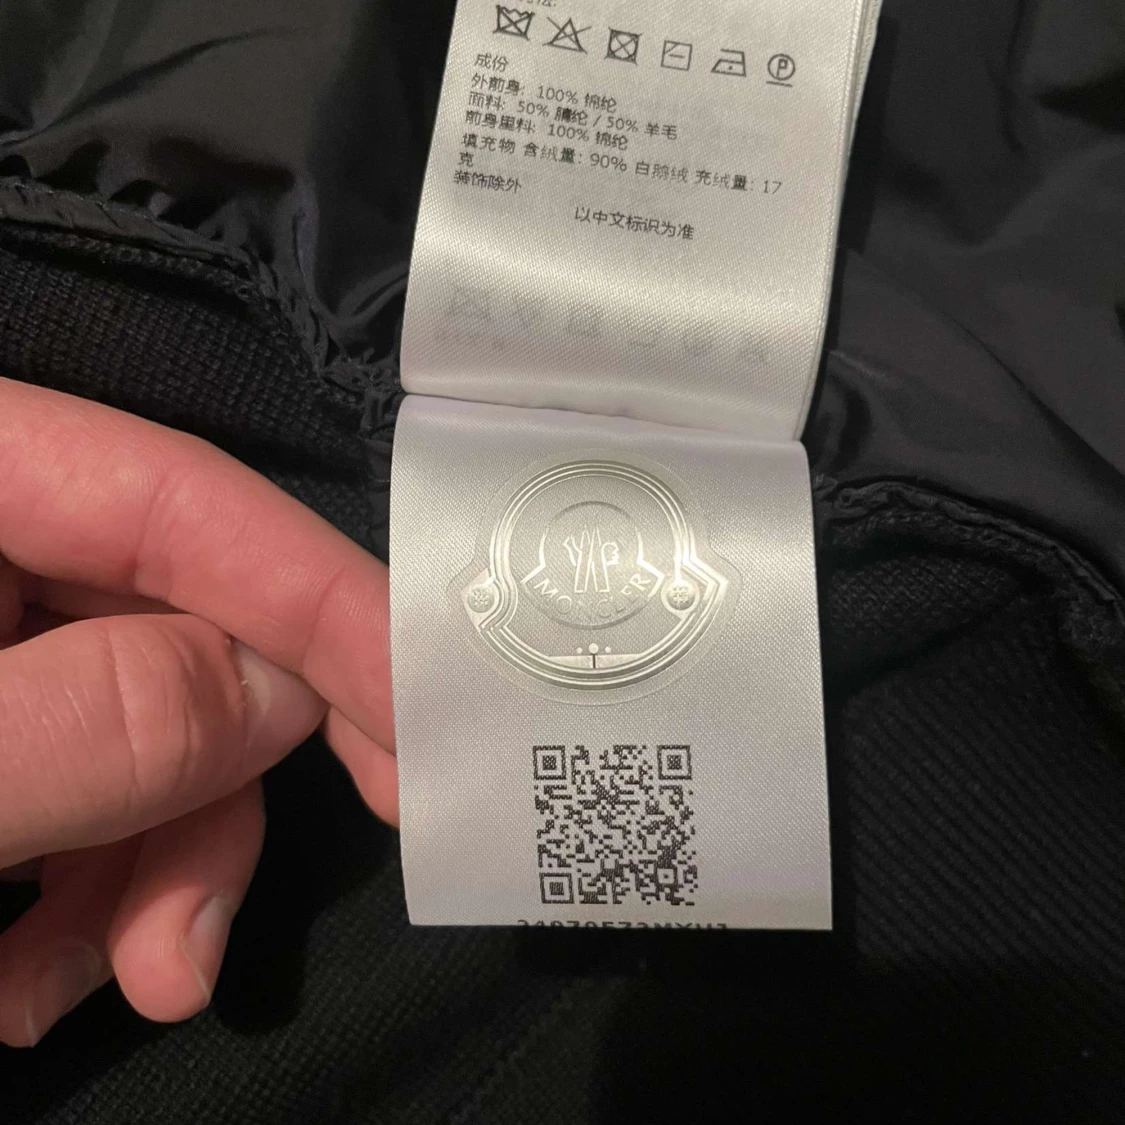 成份
外前身: 100% 锦纶
面料: 50% 腈纶 / 50% 羊毛
前身里料: 100% 锦纶
填充物 含绒量: 90% 白鹅绒 充绒量: 17
克
装饰除外
以中文标识为准
MONCLER